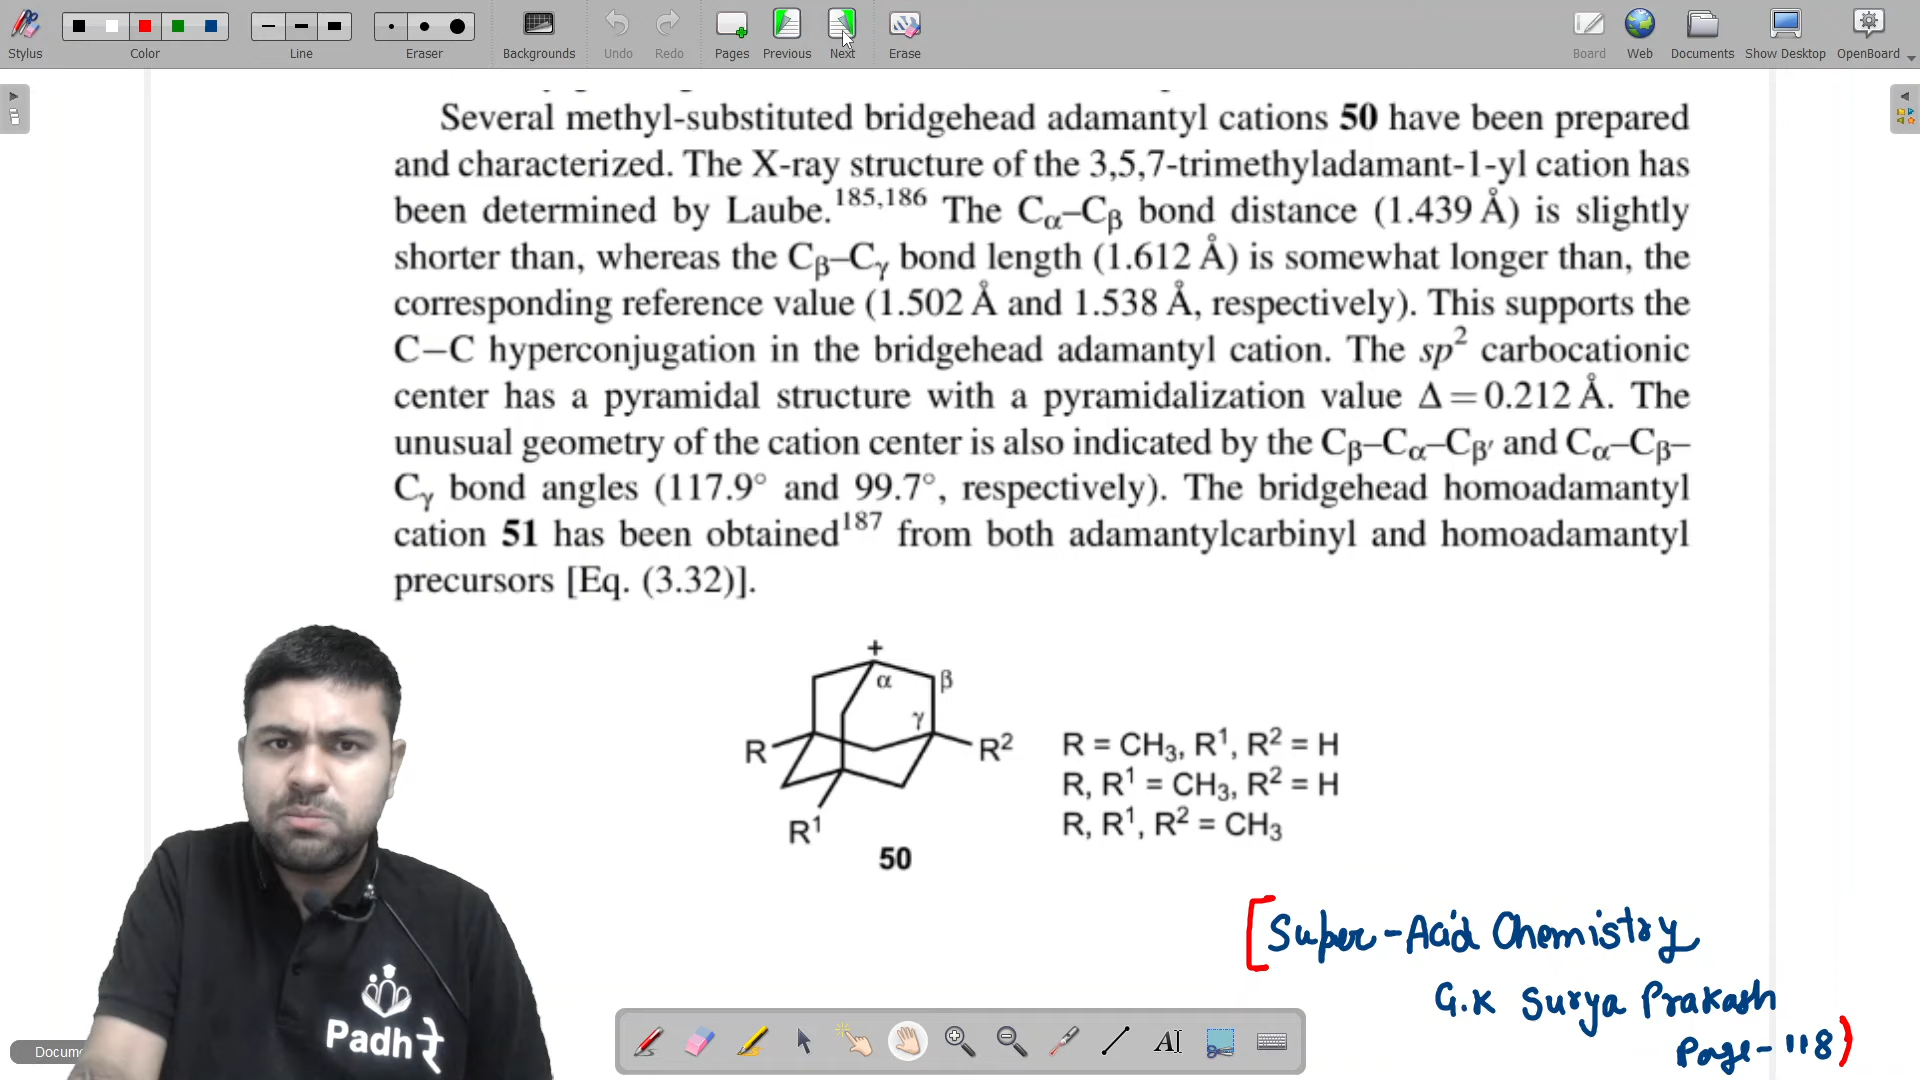 Stylus
Color
Line
Eraser
Backgrounds
Undo
Redo
Pages
Previous
Next
Erase
Board
Web
Documents
Show Desktop
OpenBoard
Several methyl-substituted bridgehead adamantyl cations 50 have been prepared
and characterized. The X-ray structure of the 3,5,7-trimethyladamant-1-yl cation has
been determined by Laube.185,186 The Cα–Cβ bond distance (1.439 Å) is slightly
shorter than, whereas the Cβ–Cγ bond length (1.612 Å) is somewhat longer than, the
corresponding reference value (1.502 Å and 1.538 Å, respectively). This supports the
C–C hyperconjugation in the bridgehead adamantyl cation. The sp² carbocationic
center has a pyramidal structure with a pyramidalization value Δ = 0.212 Å. The
unusual geometry of the cation center is also indicated by the Cβ–Cα–Cβ′ and Cα–Cβ–
Cγ bond angles (117.9° and 99.7°, respectively). The bridgehead homoadamantyl
cation 51 has been obtained187 from both adamantylcarbinyl and homoadamantyl
precursors [Eq. (3.32)].
+
α
β
γ
R
R²
R¹
50
R = CH₃, R¹, R² = H
R, R¹ = CH₃, R² = H
R, R¹, R² = CH₃
[Super-Acid Chemistry
G.K Surya Prakash
Page-118)
Padhरे
Docume
AI